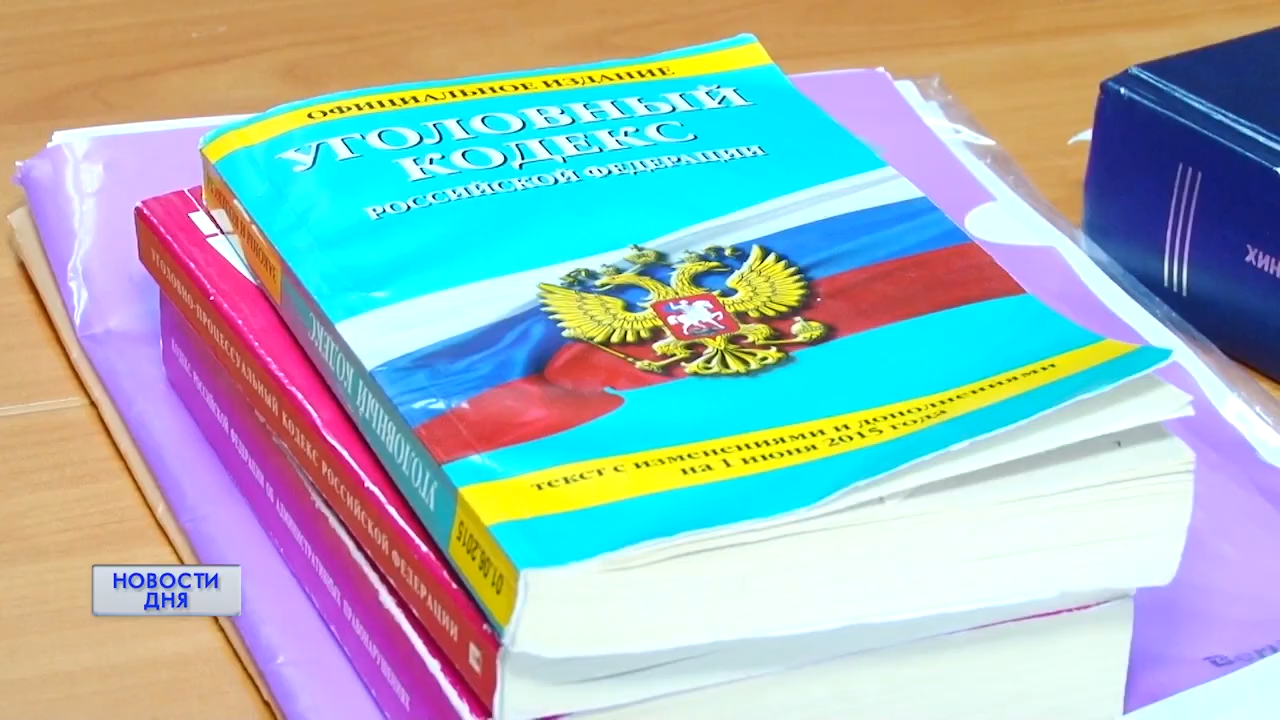 ОФИЦИАЛЬНОЕ ИЗДАНИЕ
УГОЛОВНЫЙ
КОДЕКС
РОССИЙСКОЙ ФЕДЕРАЦИИ
текст с изменениями и дополнениями
на 1 июня 2015 года
УГОЛОВНЫЙ КОДЕКС
01.06.2015
УГОЛОВНО-ПРОЦЕССУАЛЬНЫЙ КОДЕКС РОССИЙСКОЙ ФЕДЕРАЦИИ
КОДЕКС РОССИЙСКОЙ ФЕДЕРАЦИИ ОБ АДМИНИСТРАТИВНЫХ ПРАВОНАРУШЕНИЯХ
НОВОСТИ
ДНЯ